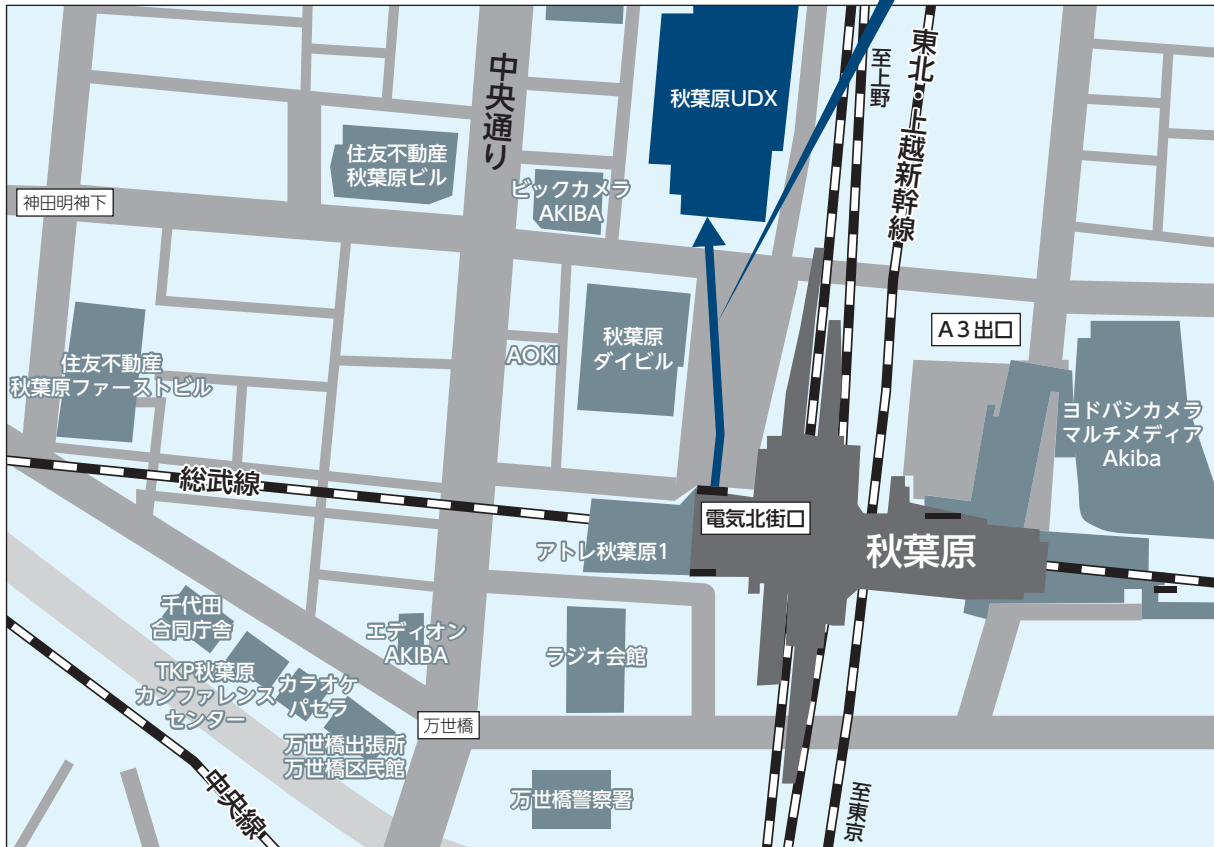 東北・上越新幹線
至上野
中央通り
秋葉原UDX
住友不動産
秋葉原ビル
ビックカメラ
AKIBA
神田明神下
A3出口
秋葉原
ダイビル
AOKI
住友不動産
秋葉原ファーストビル
ヨドバシカメラ
マルチメディア
Akiba
総武線
電気北街口
アトレ秋葉原1
秋葉原
千代田
合同庁舎
エディオン
AKIBA
ラジオ会館
TKP秋葉原
カンファレンス
センター
カラオケ
パセラ
万世橋
万世橋出張所
万世橋区民館
中央線
万世橋警察署
至東京